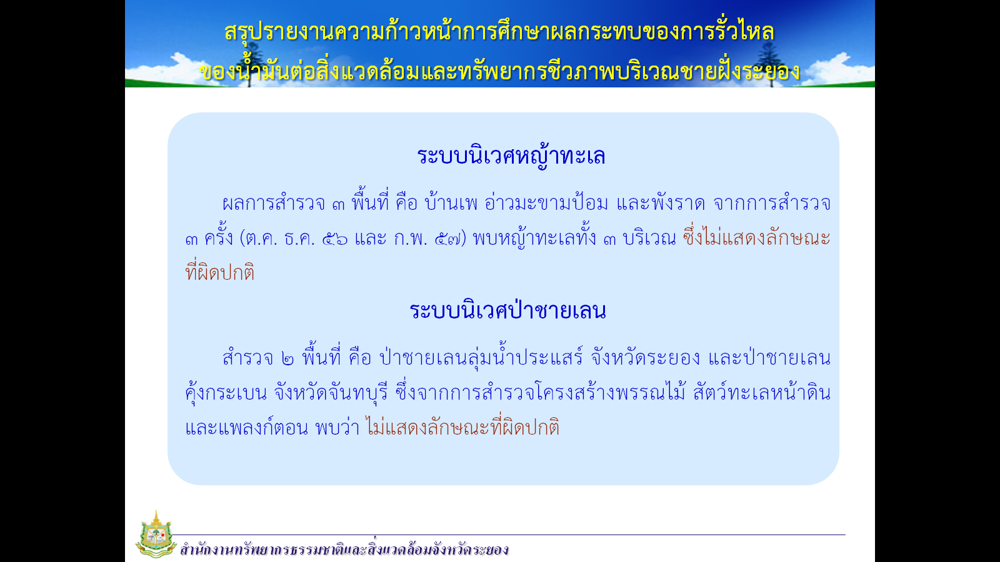 สรุปรายงานความก้าวหน้าการศึกษาผลกระทบของการรั่วไหล
ของน้ำมันต่อสิ่งแวดล้อมและทรัพยากรชีวภาพบริเวณชายฝั่งระยอง
ระบบนิเวศหญ้าทะเล
ผลการสำรวจ ๓ พื้นที่ คือ บ้านเพ อ่าวมะขามป้อม และพังราด จากการสำรวจ
๓ ครั้ง (ต.ค. ธ.ค. ๕๖ และ ก.พ. ๕๗) พบหญ้าทะเลทั้ง ๓ บริเวณ ซึ่งไม่แสดงลักษณะ
ที่ผิดปกติ
ระบบนิเวศป่าชายเลน
สำรวจ ๒ พื้นที่ คือ ป่าชายเลนลุ่มน้ำประแสร์ จังหวัดระยอง และป่าชายเลน
คุ้งกระเบน จังหวัดจันทบุรี ซึ่งจากการสำรวจโครงสร้างพรรณไม้ สัตว์ทะเลหน้าดิน
และแพลงก์ตอน พบว่า ไม่แสดงลักษณะที่ผิดปกติ
สำนักงานทรัพยากรธรรมชาติและสิ่งแวดล้อมจังหวัดระยอง